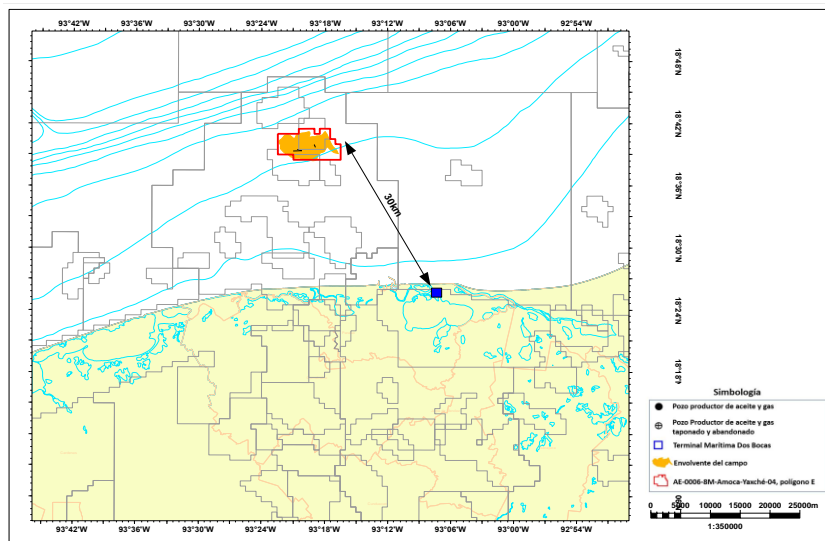 93°42'W 93°36'W 93°30'W 93°24'W 93°18'W 93°12'W 93°06'W 93°00'W 92°54'W
18°48'N
18°42'N
18°36'N
30km
18°30'N
18°24'N
Simbología
Pozo productor de aceite y gas
Pozo Productor de aceite y gas
taponado y abandonado
Terminal Marítima Dos Bocas
Envolvente del campo
AE-0006-8M-Amoca-Yaxché-04, polígono E
0 5000 10000 15000 20000 25000m
1:350000
93°42'W 93°36'W 93°30'W 93°24'W 93°18'W 93°12'W 93°06'W 93°00'W 92°54'W